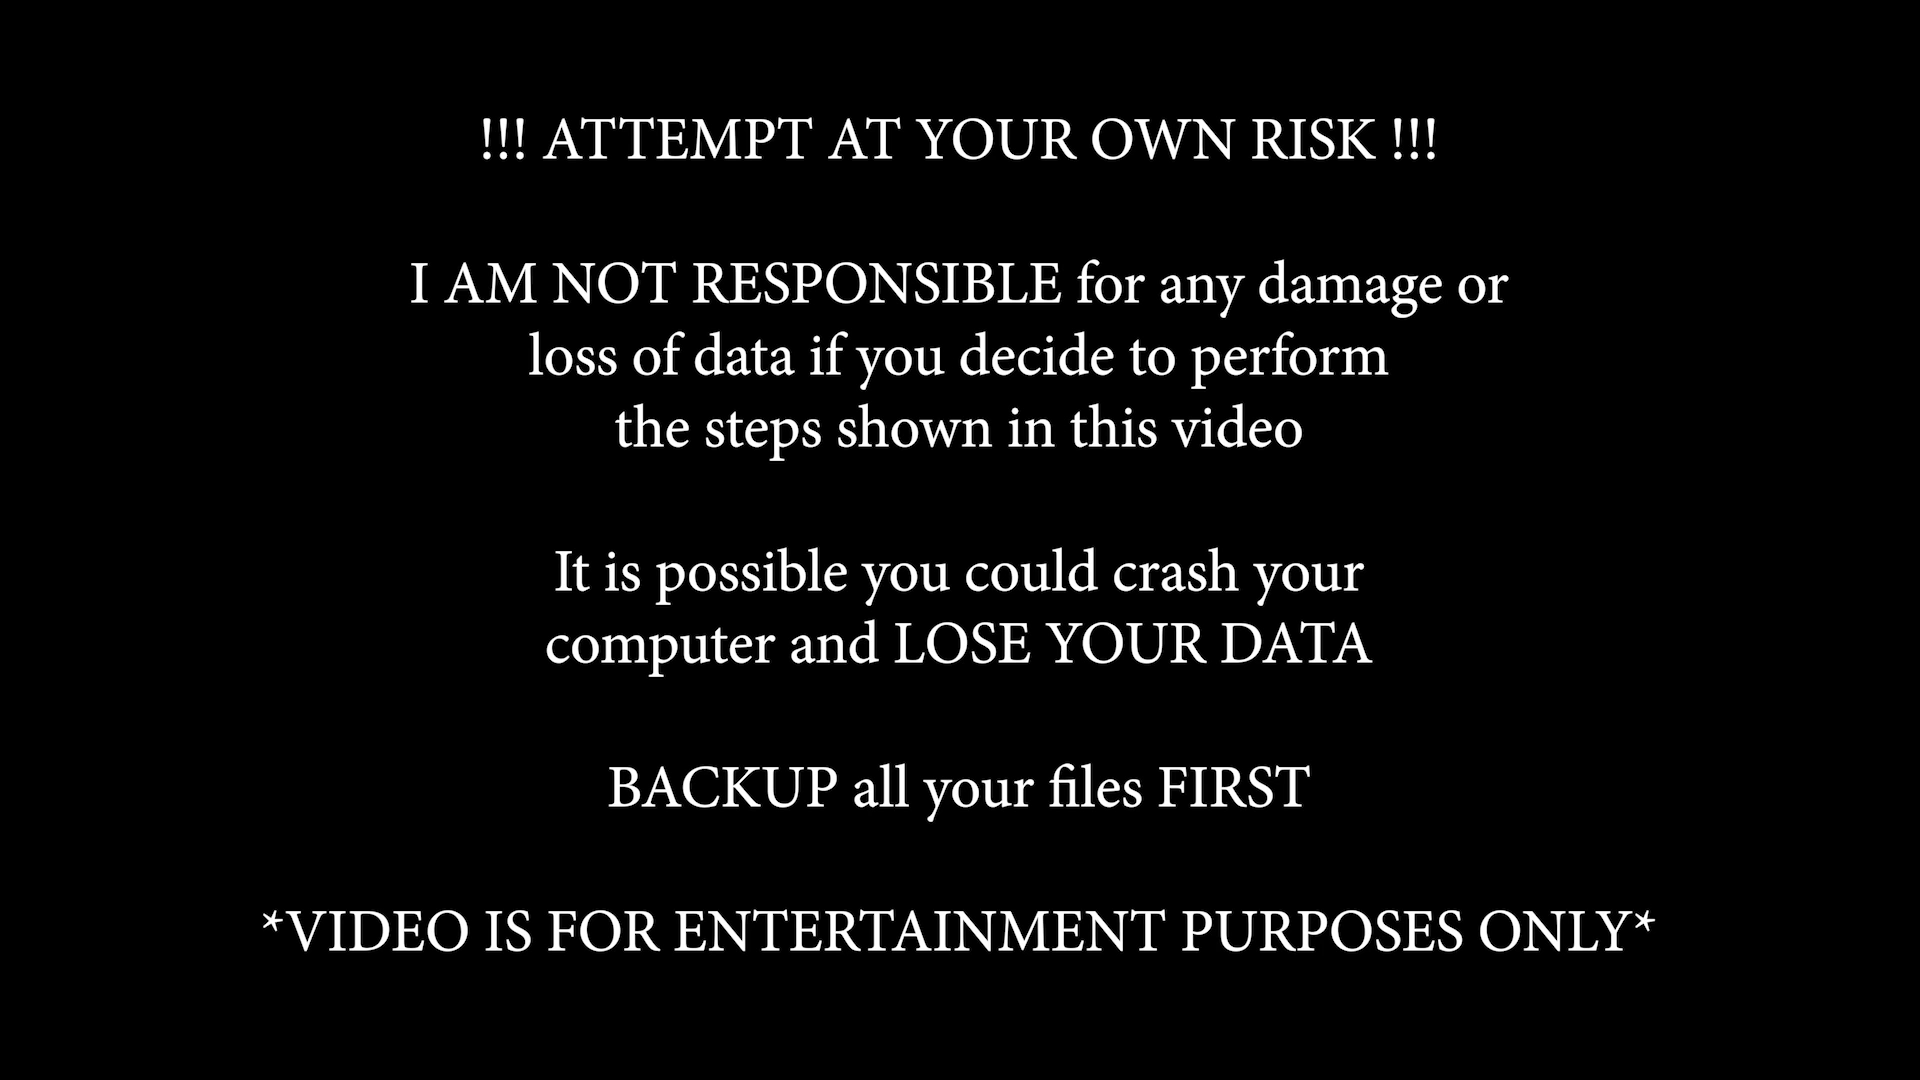 !!! ATTEMPT AT YOUR OWN RISK !!!
I AM NOT RESPONSIBLE for any damage or
loss of data if you decide to perform
the steps shown in this video
It is possible you could crash your
computer and LOSE YOUR DATA
BACKUP all your files FIRST
*VIDEO IS FOR ENTERTAINMENT PURPOSES ONLY*